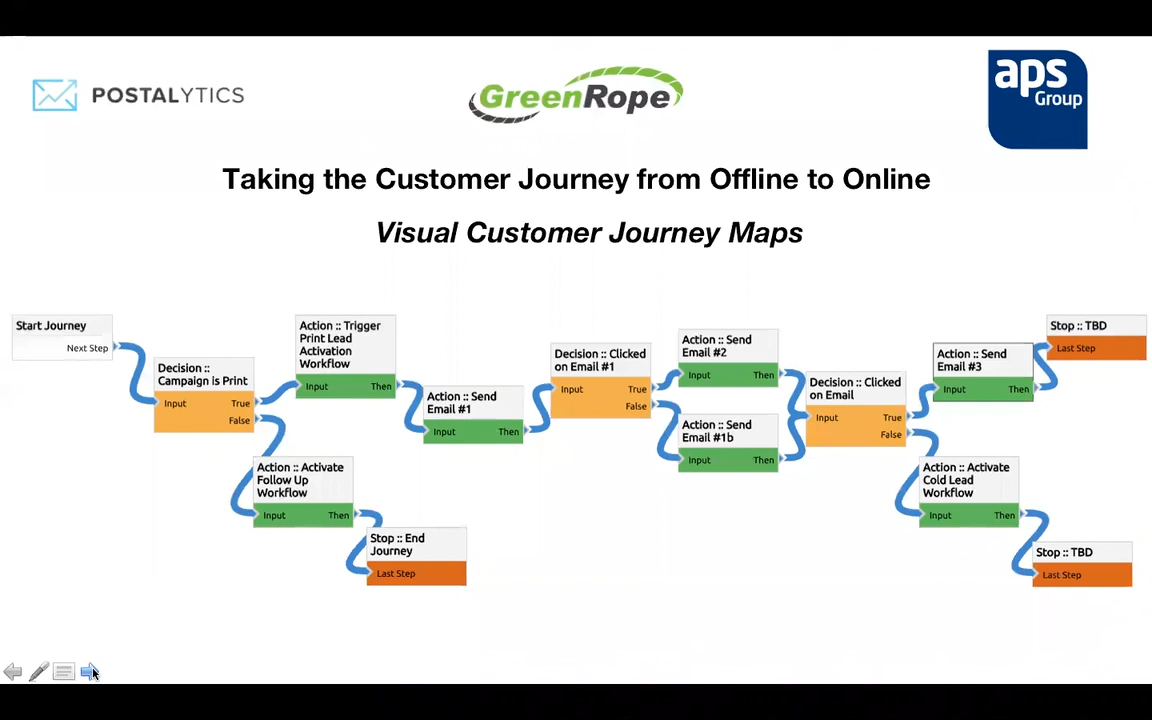 POSTALYTICS
GreenRope
aps
Group
Taking the Customer Journey from Offline to Online
Visual Customer Journey Maps
Start Journey
Next Step
Decision ::
Campaign is Print
Input True
False
Action :: Trigger
Print Lead
Activation
Workflow
Input Then
Action :: Activate
Follow Up
Workflow
Input Then
Stop :: End
Journey
Last Step
Action :: Send
Email #1
Input Then
Decision :: Clicked
on Email #1
Input True
False
Action :: Send
Email #2
Input Then
Action :: Send
Email #1b
Input Then
Decision :: Clicked
on Email
Input True
False
Action :: Send
Email #3
Input Then
Stop :: TBD
Last Step
Action :: Activate
Cold Lead
Workflow
Input Then
Stop :: TBD
Last Step